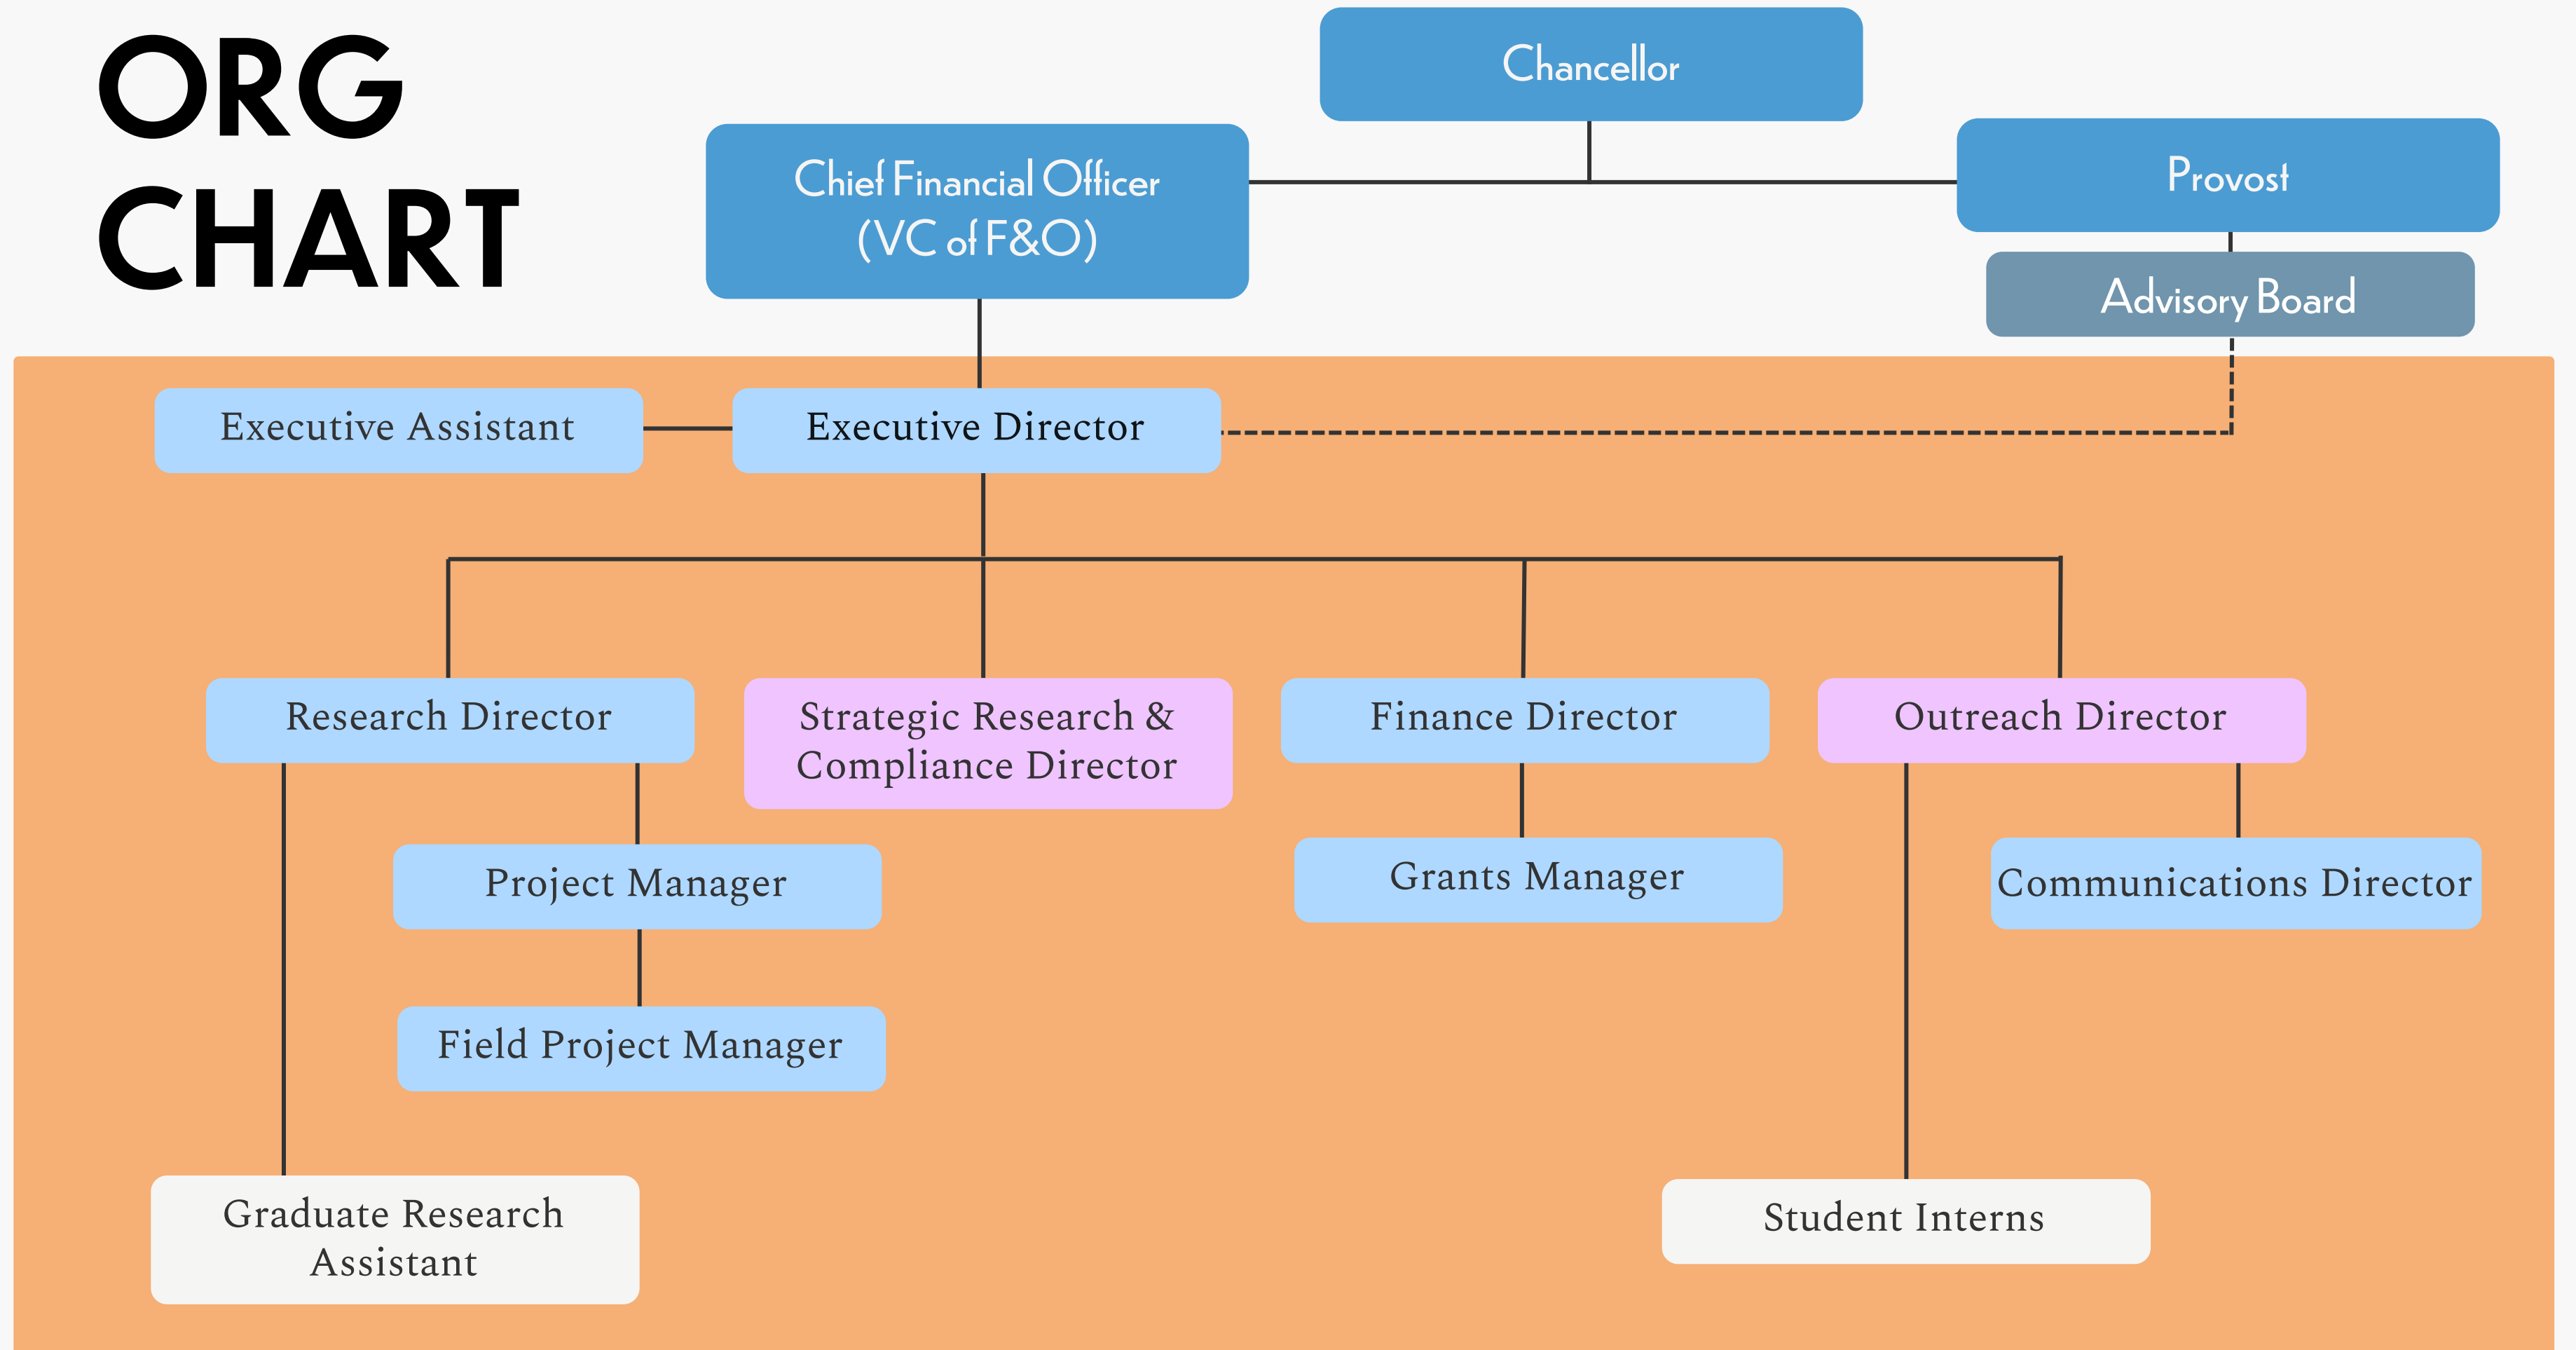 ORG
CHART
Chancellor
Chief Financial Officer
(VC of F&O)
Provost
Advisory Board
Executive Assistant
Executive Director
Research Director
Strategic Research &
Compliance Director
Finance Director
Outreach Director
Project Manager
Grants Manager
Communications Director
Field Project Manager
Graduate Research
Assistant
Student Interns